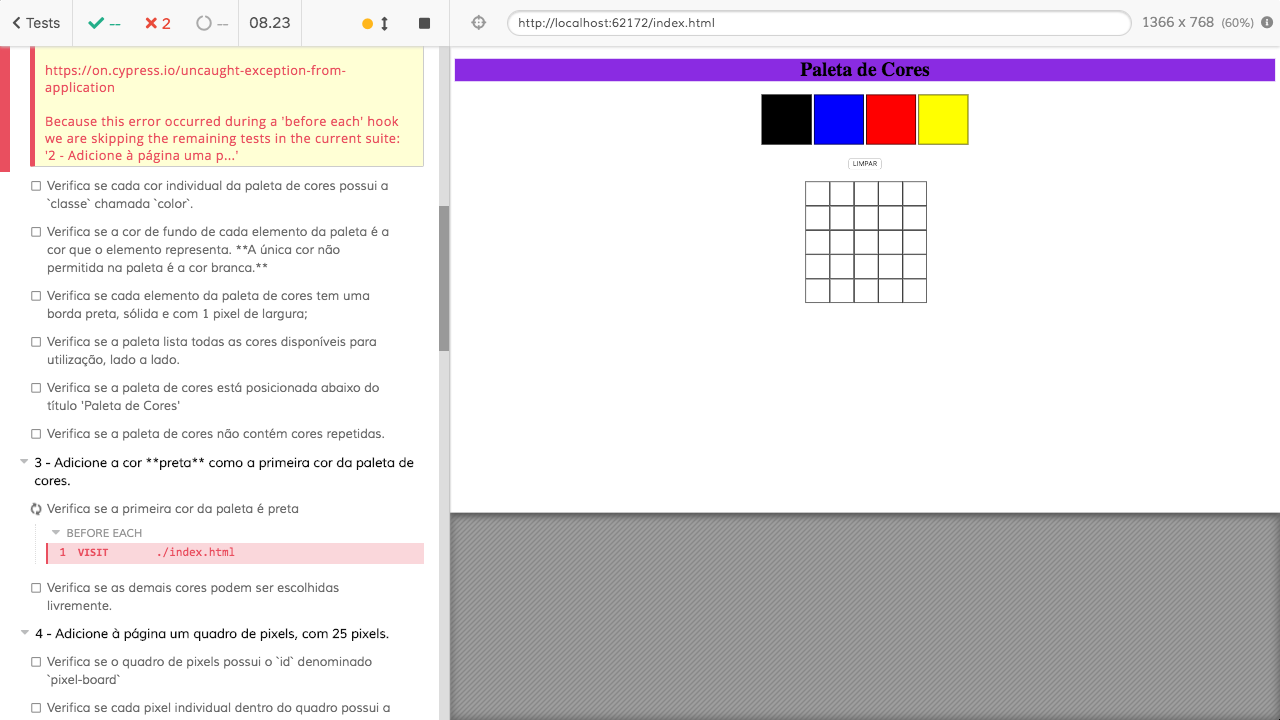 Tests
--
2
--
08.23
http://localhost:62172/index.html
1366 x 768 (60%)
https://on.cypress.io/uncaught-exception-from-
application
Because this error occurred during a 'before each' hook
we are skipping the remaining tests in the current suite:
'2 - Adicione à página uma p...'
Verifica se cada cor individual da paleta de cores possui a
`classe` chamada `color`.
Verifica se a cor de fundo de cada elemento da paleta é a
cor que o elemento representa. **A única cor não
permitida na paleta é a cor branca.**
Verifica se cada elemento da paleta de cores tem uma
borda preta, sólida e com 1 pixel de largura;
Verifica se a paleta lista todas as cores disponíveis para
utilização, lado a lado.
Verifica se a paleta de cores está posicionada abaixo do
título 'Paleta de Cores'
Verifica se a paleta de cores não contém cores repetidas.
3 - Adicione a cor **preta** como a primeira cor da paleta de
cores.
Verifica se a primeira cor da paleta é preta
BEFORE EACH
1 VISIT ./index.html
Verifica se as demais cores podem ser escolhidas
livremente.
4 - Adicione à página um quadro de pixels, com 25 pixels.
Verifica se o quadro de pixels possui o `id` denominado
`pixel-board`
Verifica se cada pixel individual dentro do quadro possui a
Paleta de Cores
LIMPAR